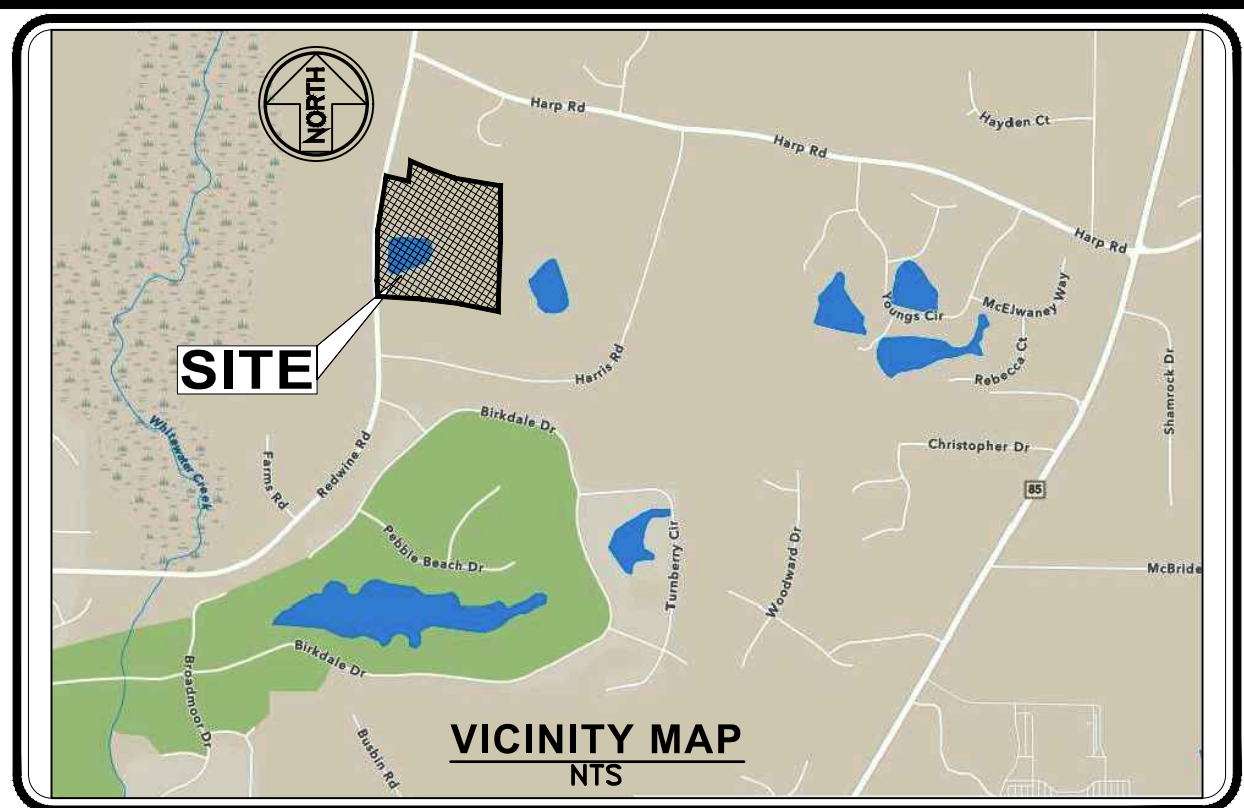 NORTH
Harp Rd
Hayden Ct
Harp Rd
Harp Rd
McElwaney Way
Youngs Cir
Rebecca Ct
Shamrock Dr
SITE
Harris Rd
Birkdale Dr
Whitewater Creek
Farms Rd
Redwine Rd
Christopher Dr
85
Pebble Beach Dr
Turnberry Cir
Woodward Dr
McBride
Birkdale Dr
Broadmoor Dr
Busbin Rd
VICINITY MAP
NTS